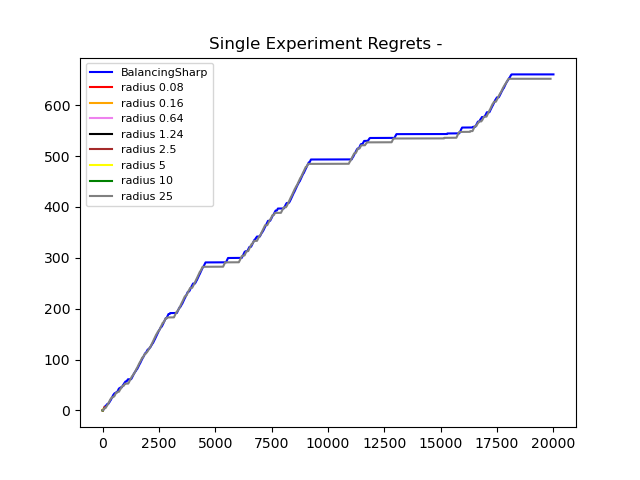 Single Experiment Regrets -
BalancingSharp
radius 0.08
radius 0.16
radius 0.64
radius 1.24
radius 2.5
radius 5
radius 10
radius 25
600
500
400
300
200
100
0
0 2500 5000 7500 10000 12500 15000 17500 20000